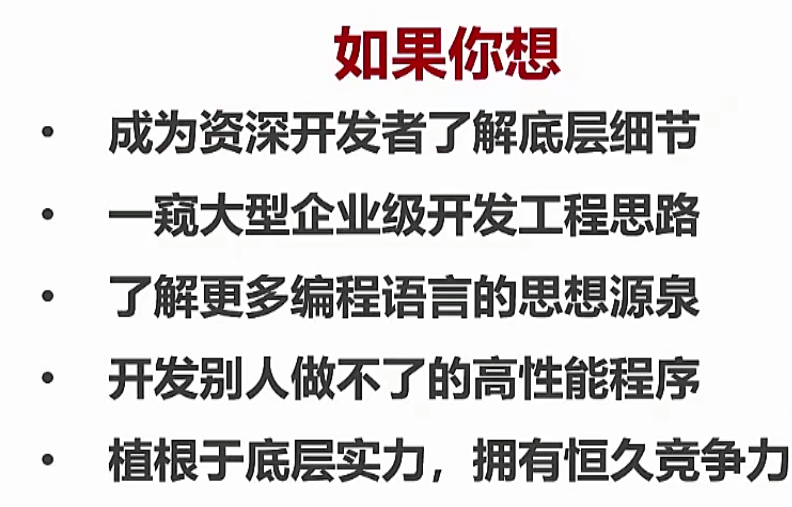 如果你想
• 成为资深开发者了解底层细节
• 一窥大型企业级开发工程思路
• 了解更多编程语言的思想源泉
• 开发别人做不了的高性能程序
• 植根于底层实力，拥有恒久竞争力